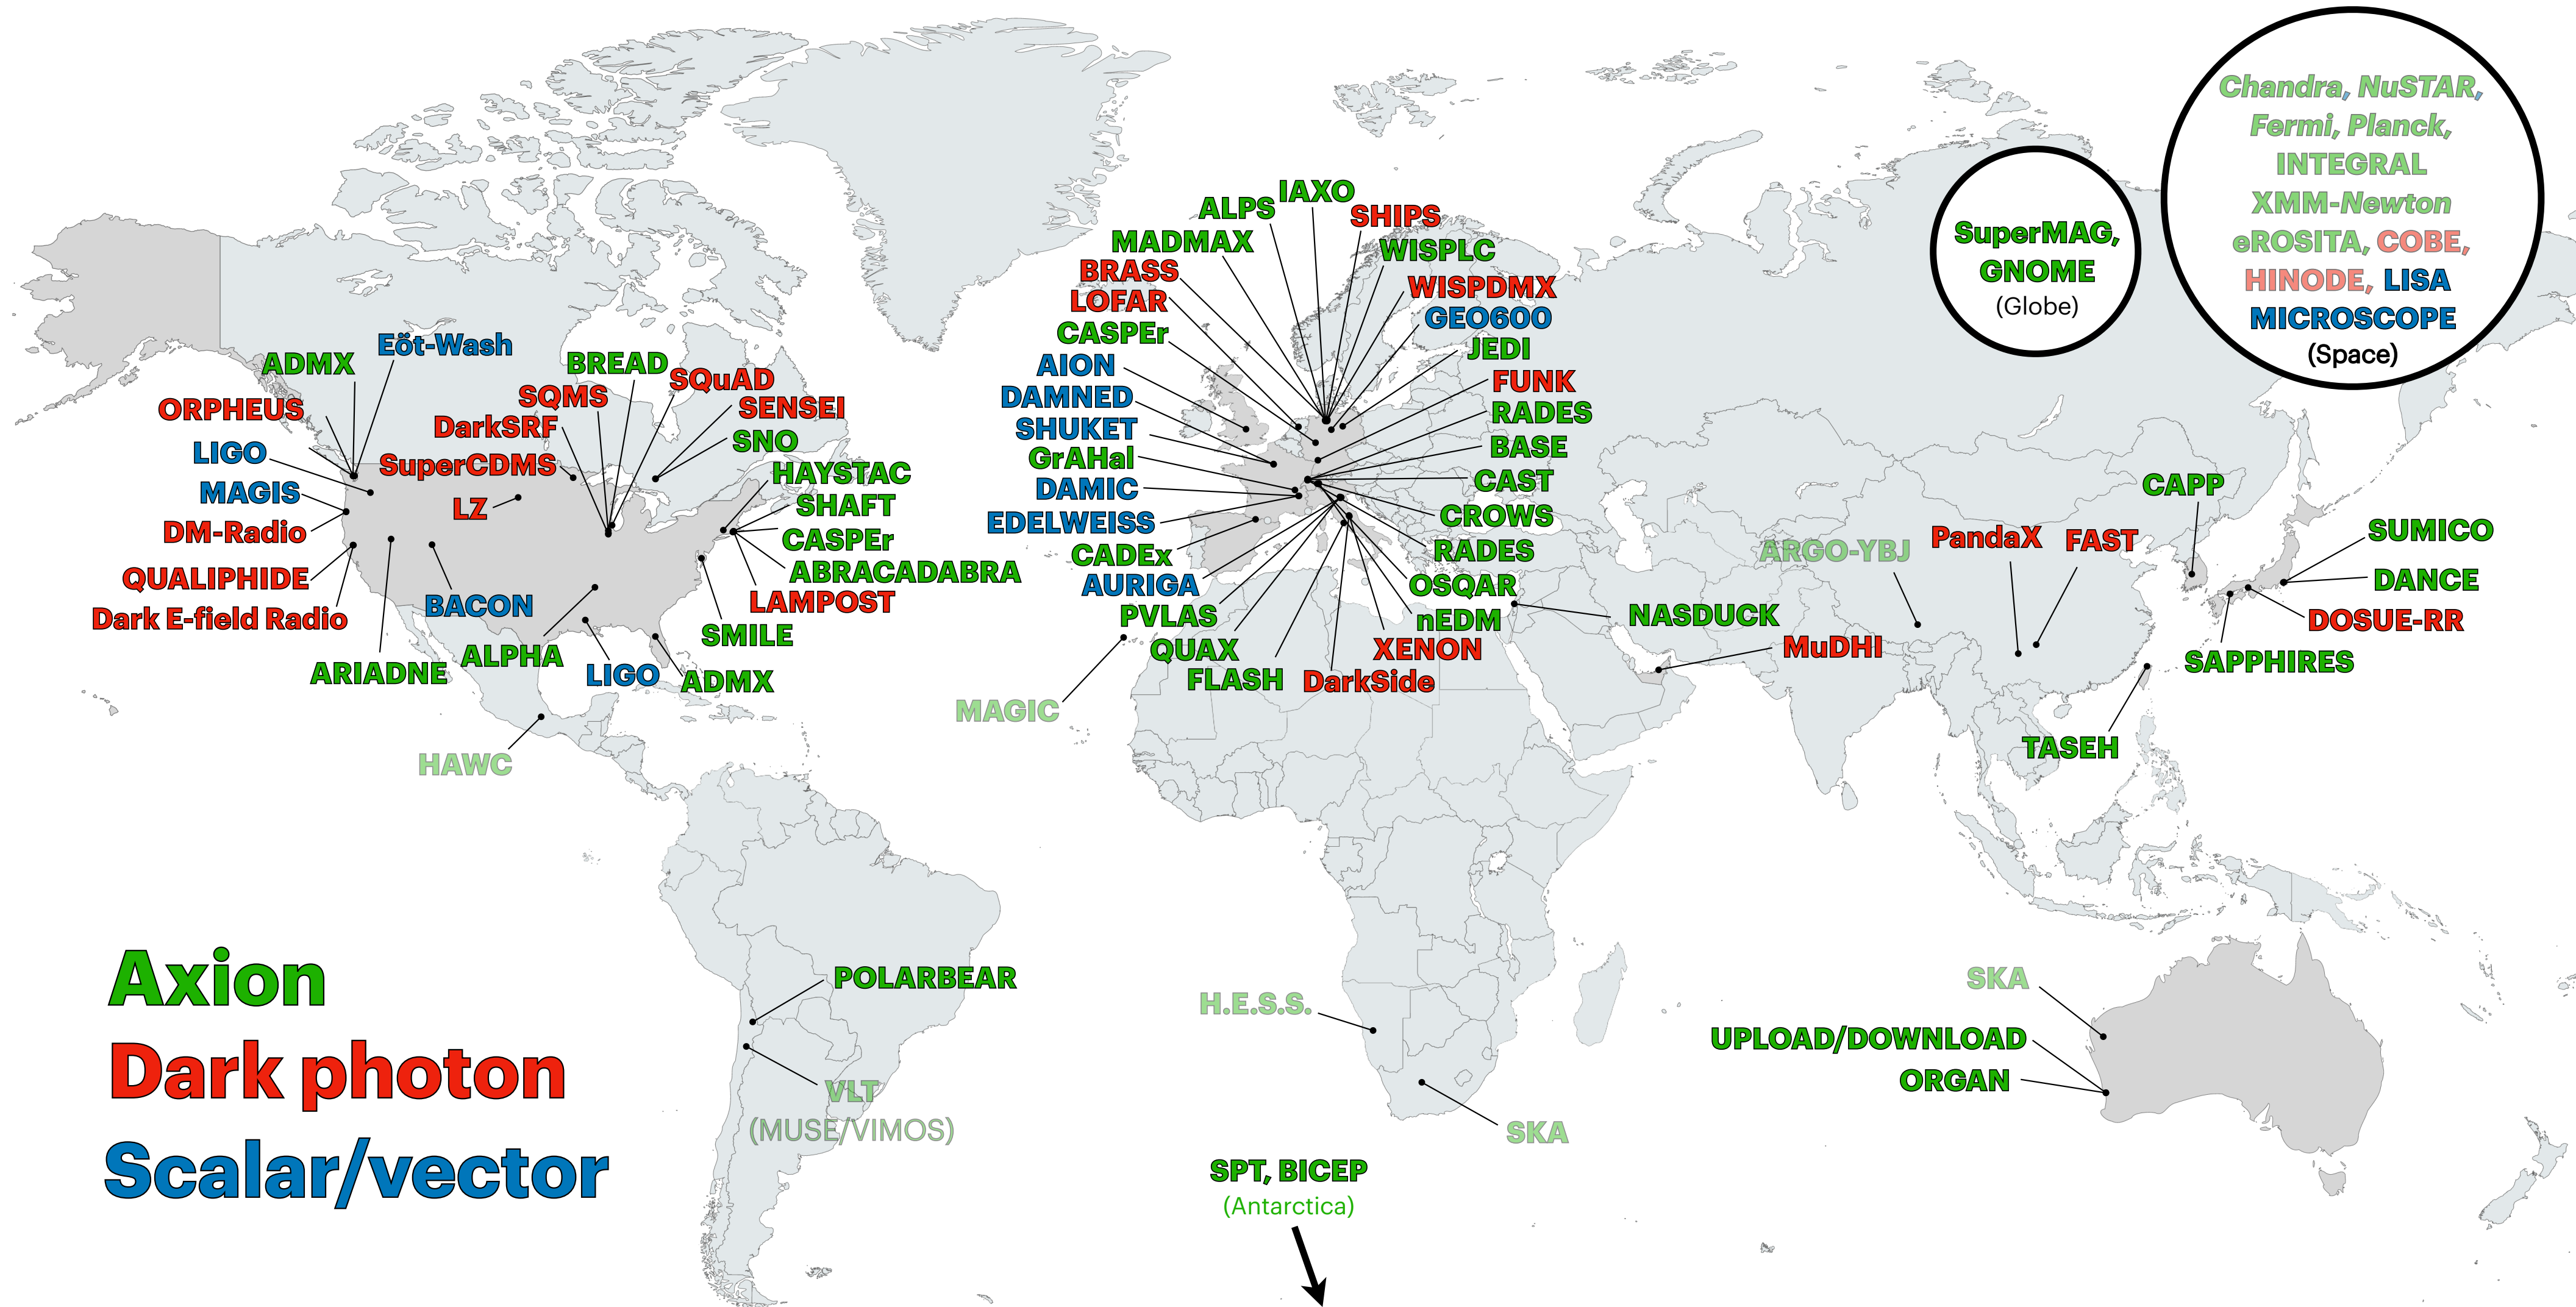 Chandra, NuSTAR,
Fermi, Planck,
INTEGRAL
XMM-Newton
eROSITA, COBE,
HINODE, LISA
MICROSCOPE
(Space)
SuperMAG,
GNOME
(Globe)
ADMX
Eöt-Wash
ORPHEUS
LIGO
MAGIS
DM-Radio
QUALIPHIDE
Dark E-field Radio
ARIADNE
BACON
ALPHA
LIGO
ADMX
SMILE
LAMPOST
ABRACADABRA
CASPEr
SHAFT
HAYSTAC
SNO
SENSEI
SQuAD
BREAD
SQMS
DarkSRF
SuperCDMS
LZ
HAWC
IAXO
ALPS
SHIPS
MADMAX
WISPLC
BRASS
WISPDMX
LOFAR
GEO600
CASPEr
JEDI
AION
FUNK
DAMNED
RADES
SHUKET
BASE
GrAHal
CAST
DAMIC
CROWS
EDELWEISS
RADES
CADEx
OSQAR
AURIGA
nEDM
PVLAS
XENON
QUAX
DarkSide
FLASH
MAGIC
NASDUCK
MuDHI
ARGO-YBJ
PandaX
FAST
CAPP
SUMICO
DANCE
DOSUE-RR
SAPPHIRES
TASEH
POLARBEAR
VLT
(MUSE/VIMOS)
H.E.S.S.
SKA
SKA
UPLOAD/DOWNLOAD
ORGAN
SPT, BICEP
(Antarctica)
Axion
Dark photon
Scalar/vector